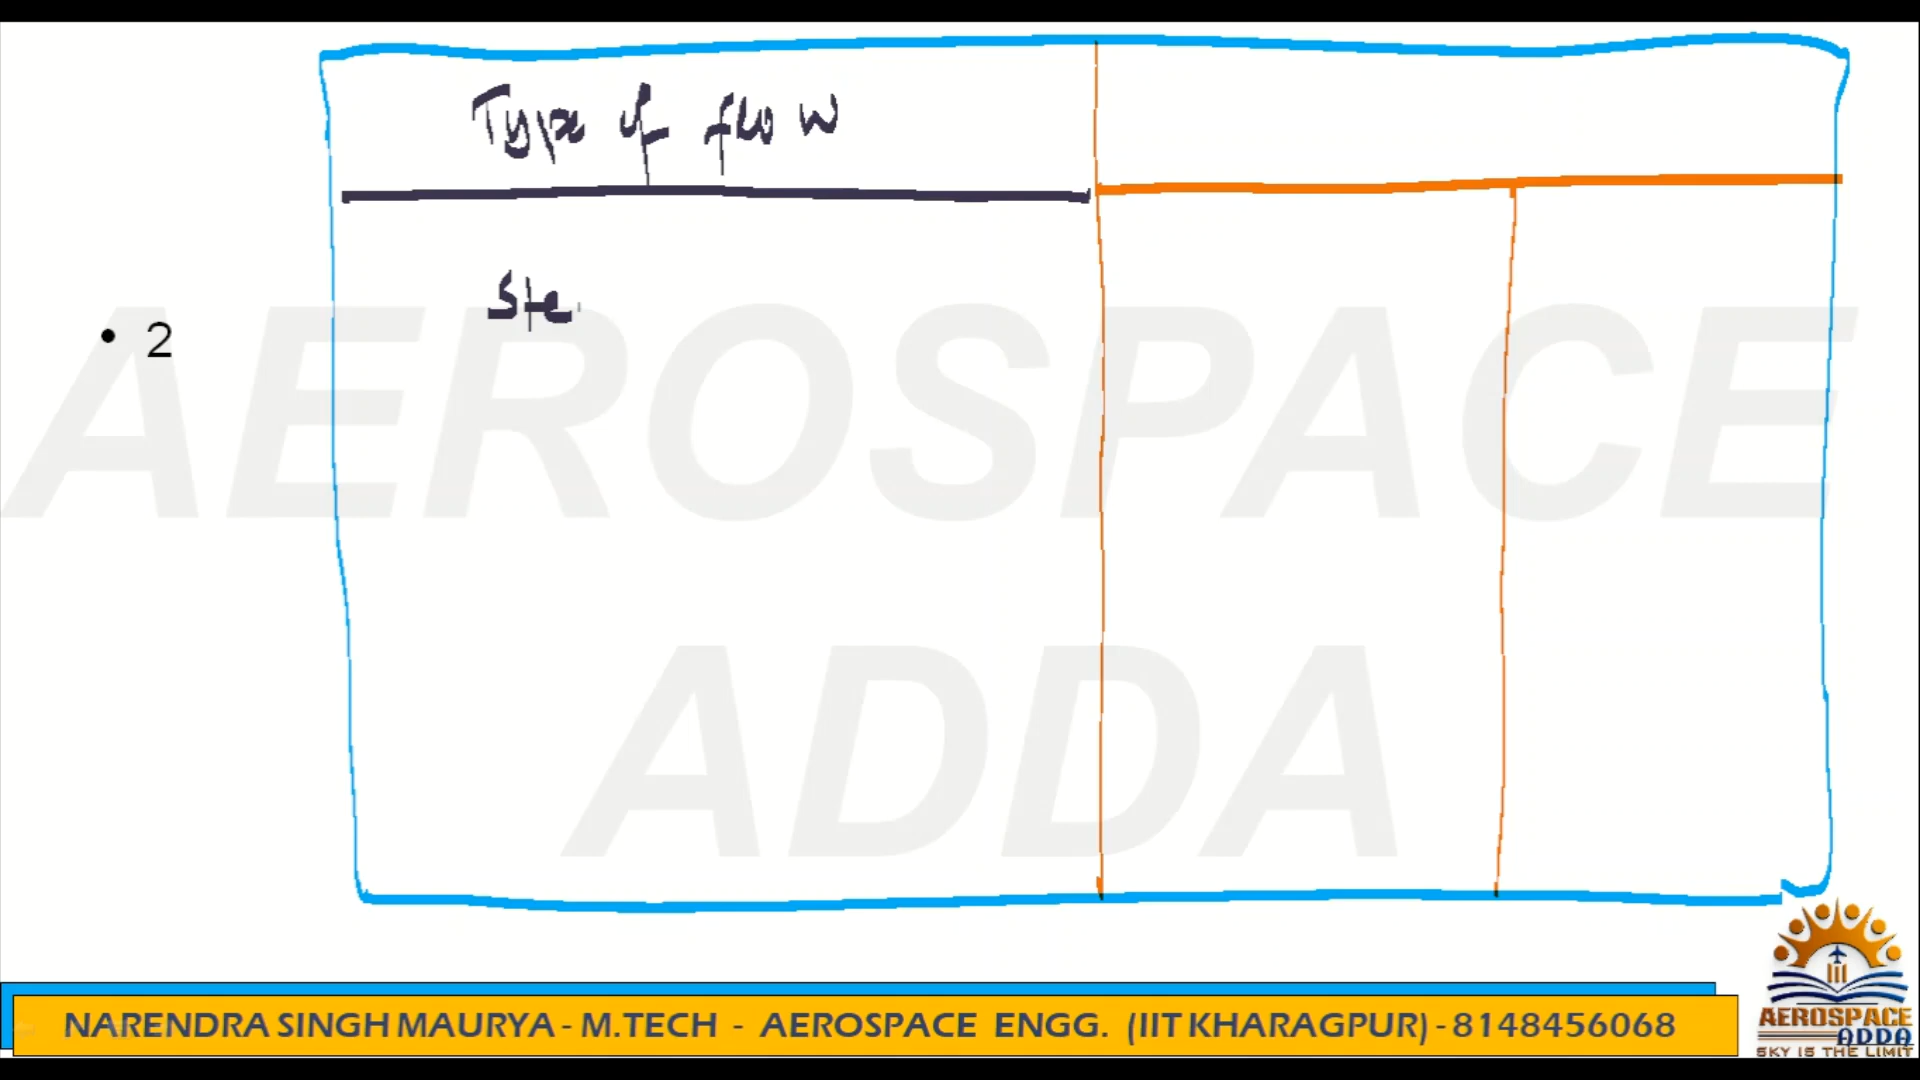 Type of flow
Ste
• 2
AEROSPACE
ADDA
NARENDRA SINGH MAURYA - M.TECH - AEROSPACE ENGG. (IIT KHARAGPUR) - 8148456068
AEROSPACE
ADDA
SKY IS THE LIMIT